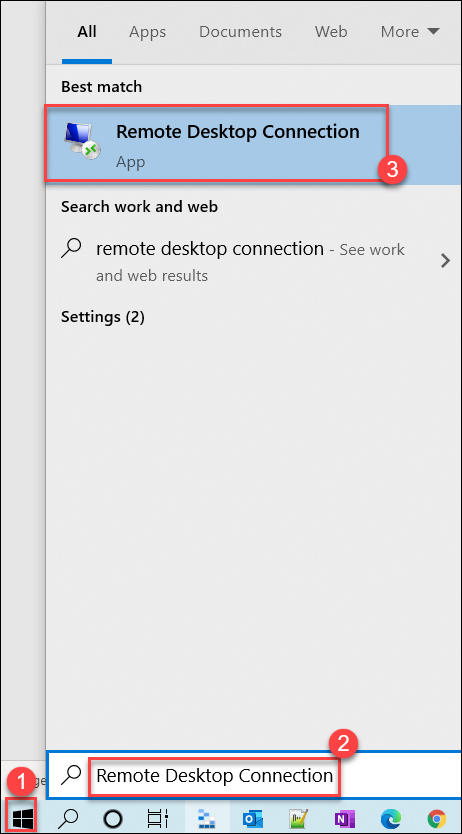 All Apps Documents Web More
Best match
Remote Desktop Connection
App
3
Search work and web
remote desktop connection - See work
and web results
Settings (2)
2
1
ge
Remote Desktop Connection